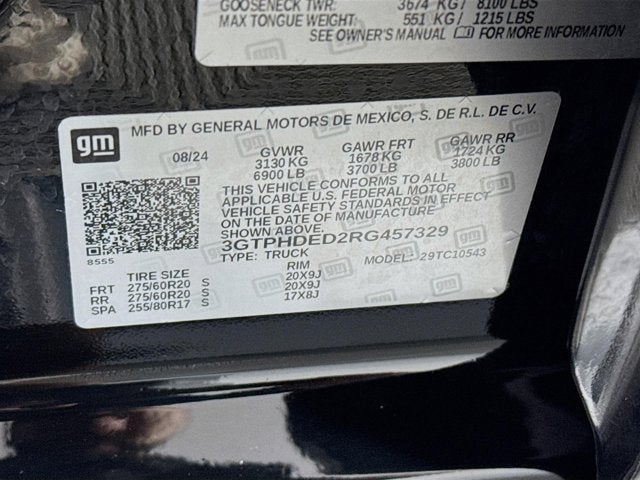 GOOSENECK TWR: 3674 KG / 8100 LBS
MAX TONGUE WEIGHT: 551 KG / 1215 LBS
SEE OWNER'S MANUAL FOR MORE INFORMATION
gm
MFD BY GENERAL MOTORS DE MEXICO, S. DE R.L. DE C.V.
08/24 GVWR GAWR FRT GAWR RR
3130 KG 1678 KG 1724 KG
6900 LB 3700 LB 3800 LB
THIS VEHICLE CONFORMS TO ALL
APPLICABLE U.S. FEDERAL MOTOR
VEHICLE SAFETY STANDARDS IN EFFECT
ON THE DATE OF MANUFACTURE
SHOWN ABOVE.
3GTPHDED2RG457329
TYPE: TRUCK MODEL: 29TC10543
8555
TIRE SIZE RIM
FRT 275/60R20 S 20X9J
RR 275/60R20 S 20X9J
SPA 255/80R17 S 17X8J